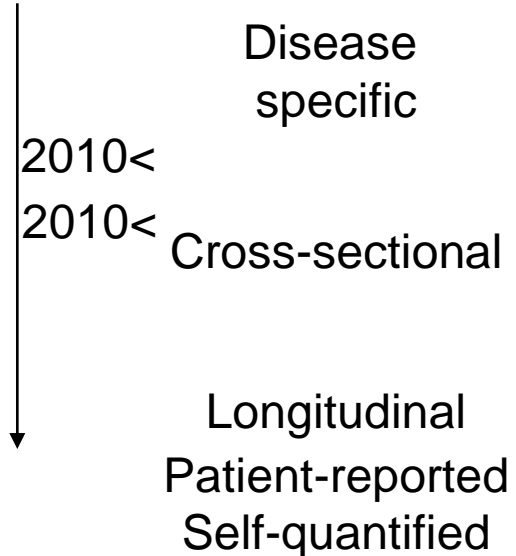 Disease
specific
2010<
2010<
Cross-sectional
Longitudinal
Patient-reported
Self-quantified